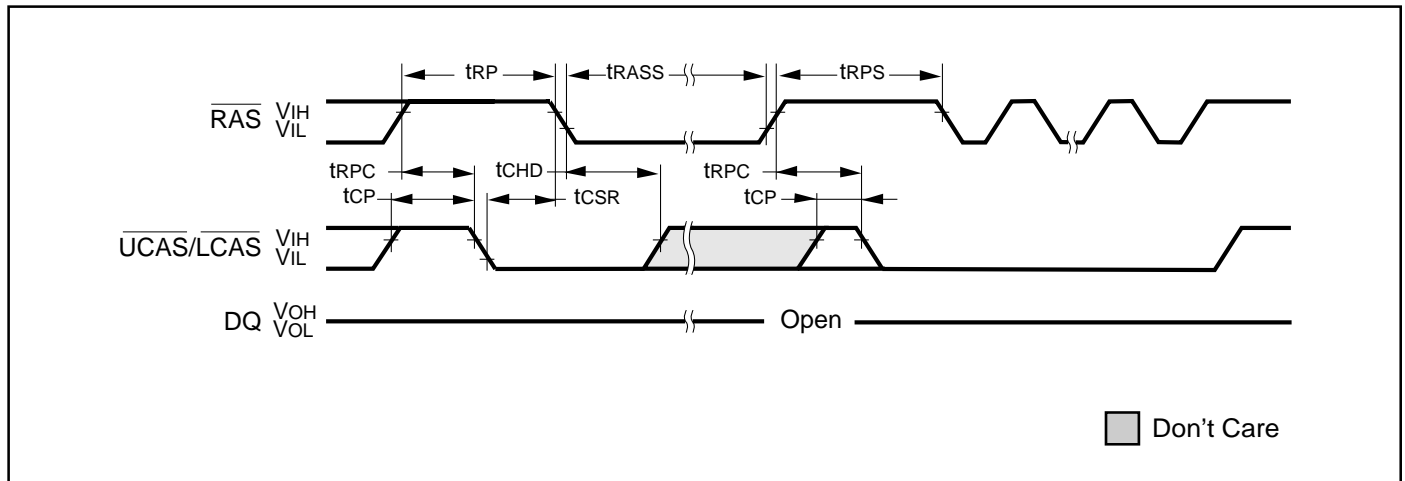 tRP tRASS tRPS
RAS VIH
VIL
tRPC tCHD tRPC
tCP tCSR tCP
UCAS/LCAS VIH
VIL
DQ VOH
VOL
Open
Don't Care